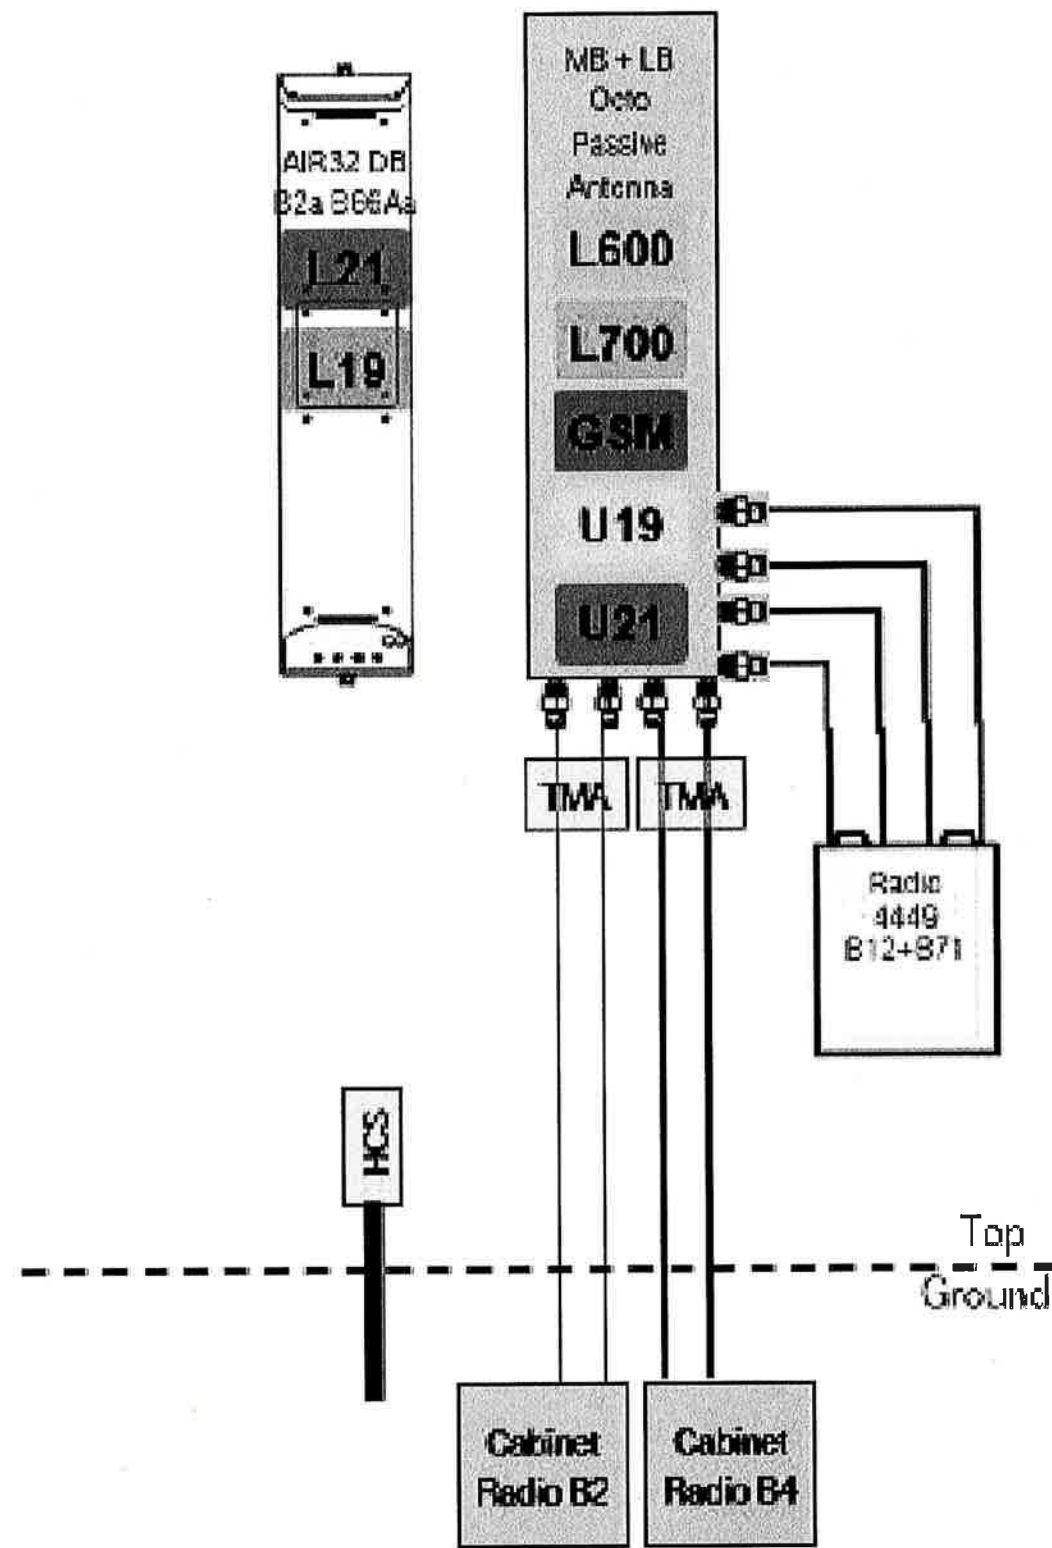 MB + LB
Octo
Passive
Antenna
L600
L700
GSM
U19
U21
AIR32 DB
B2a B66Aa
L21
L19
TMA
TMA
Radio
4449
B12+B71
HCS
Top
Ground
Cabinet
Radio B2
Cabinet
Radio B4